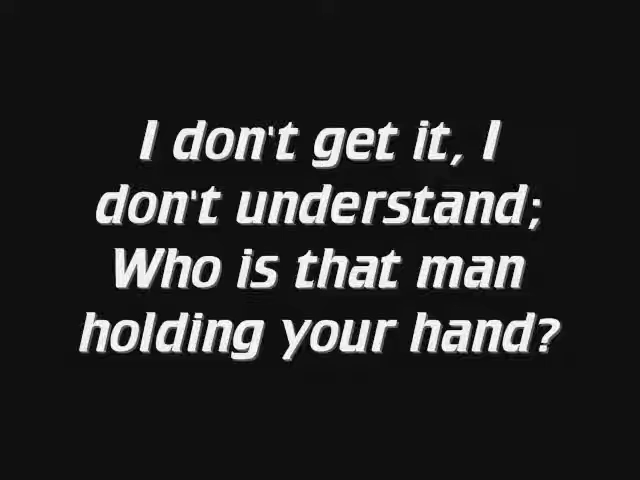 I don't get it, I
don't understand;
Who is that man
holding your hand?